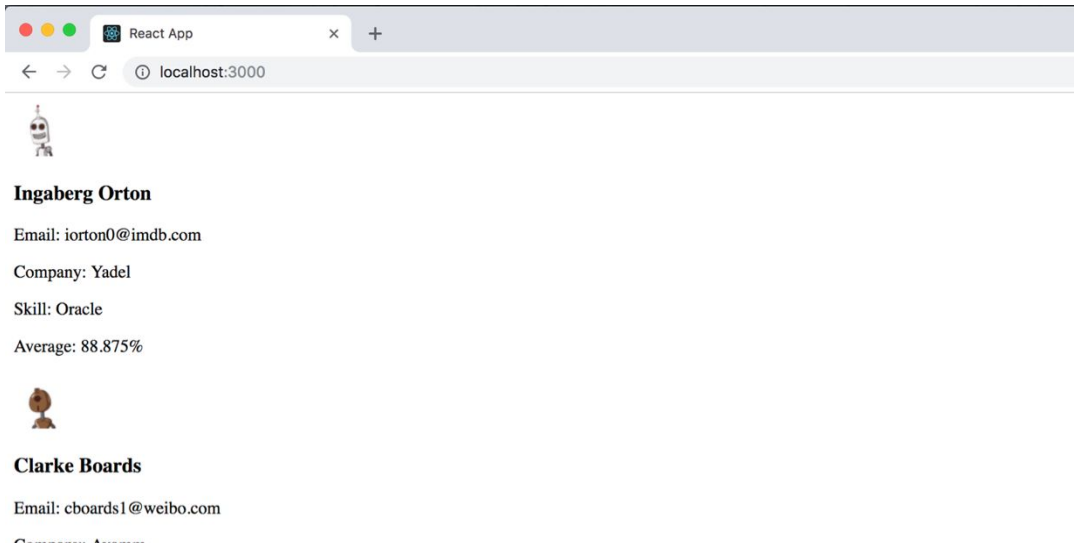 React App
localhost:3000
Ingaberg Orton
Email: iorton0@imdb.com
Company: Yadel
Skill: Oracle
Average: 88.875%
Clarke Boards
Email: cboards1@weibo.com